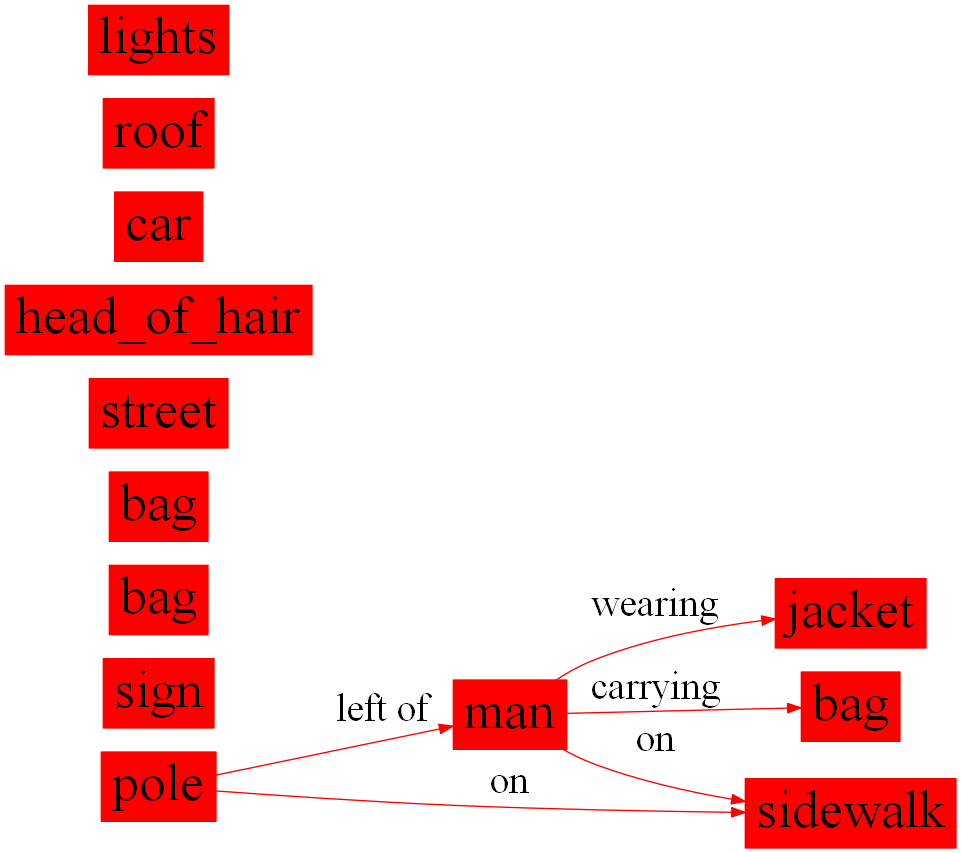 lights
roof
car
head_of_hair
street
bag
bag
sign
pole
left of
on
man
wearing
carrying
on
jacket
bag
sidewalk